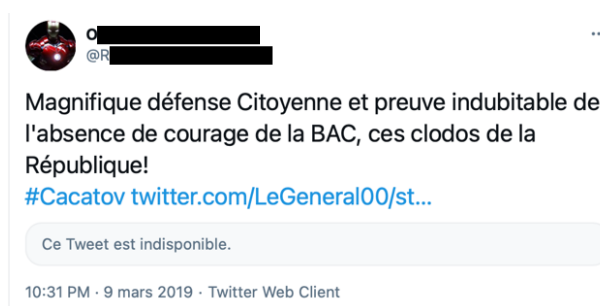 o
@R
Magnifique défense Citoyenne et preuve indubitable de
l'absence de courage de la BAC, ces clodos de la
République!
#Cacatov twitter.com/LeGeneral00/st...
Ce Tweet est indisponible.
10:31 PM · 9 mars 2019 · Twitter Web Client